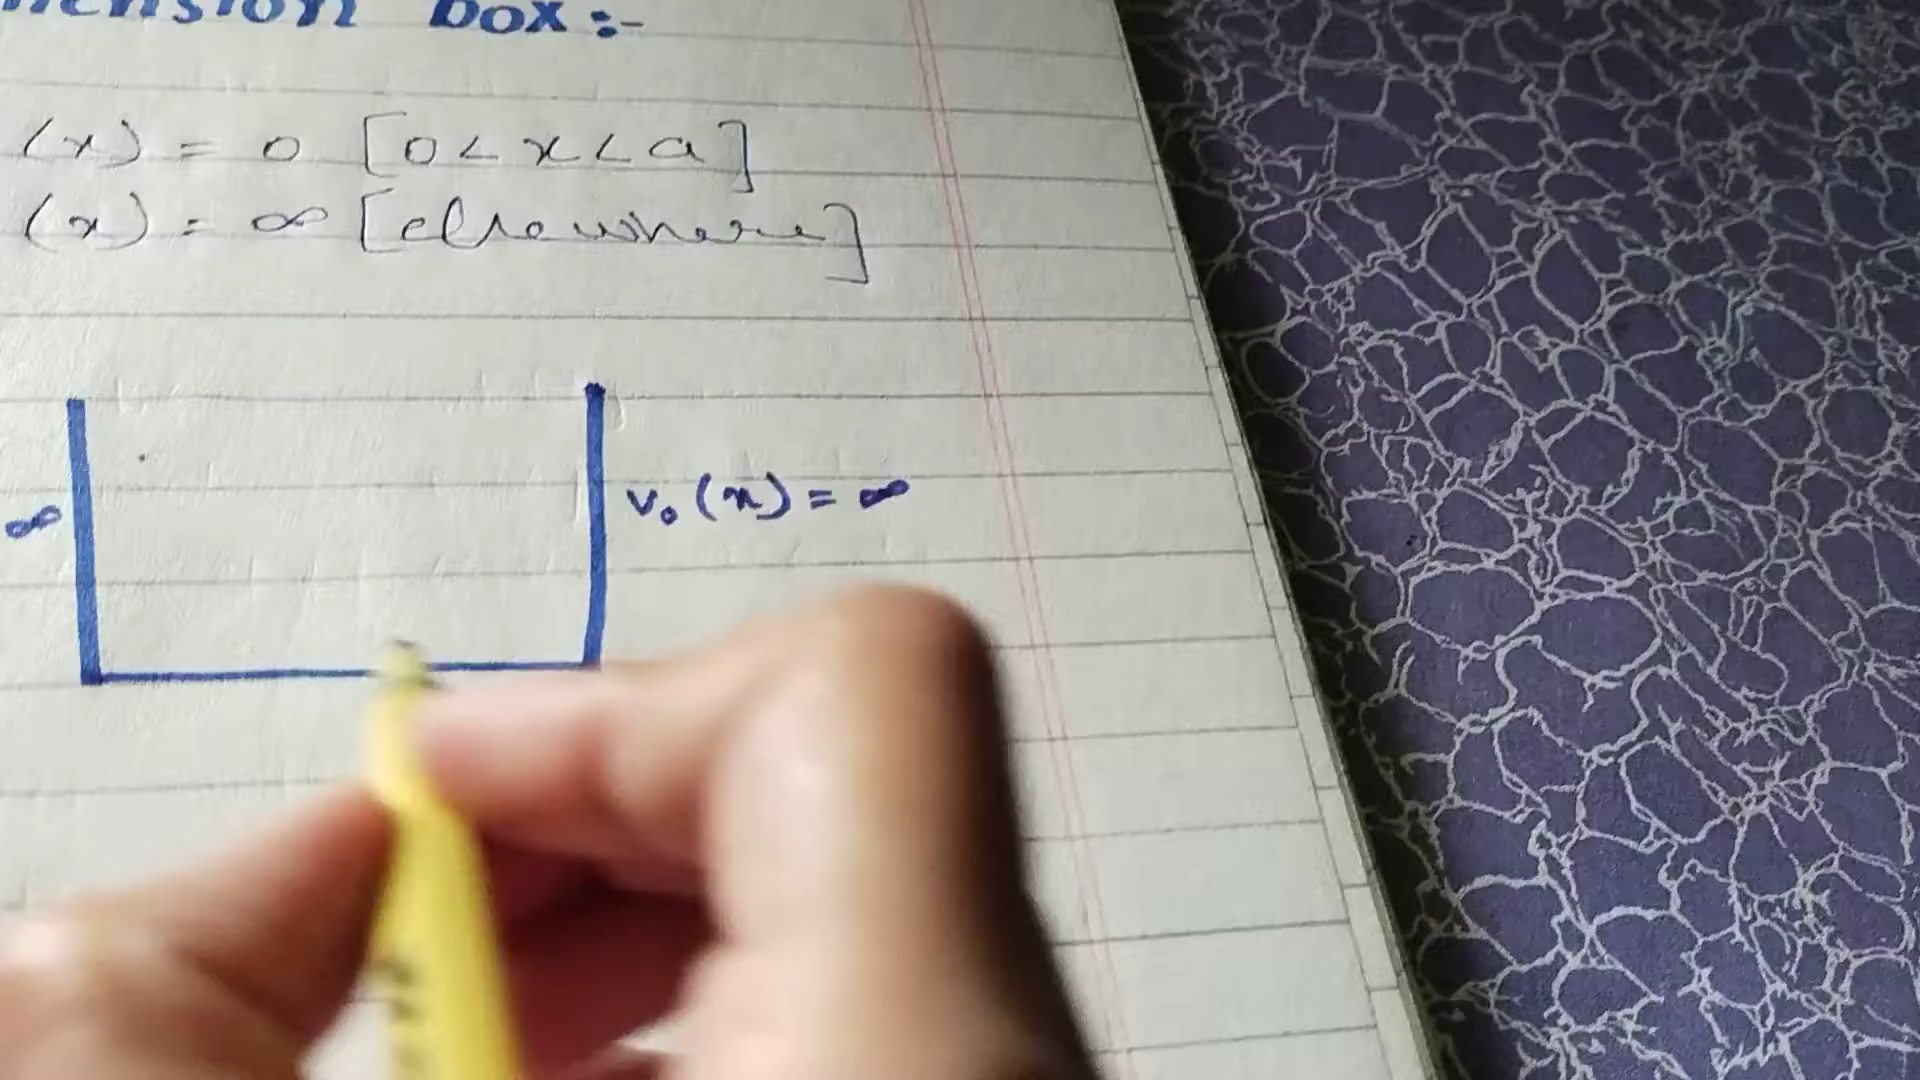 box:-
(x) = 0 [0<x<a]
(x) = ∞ [elsewhere]
∞
V₀(x) = ∞